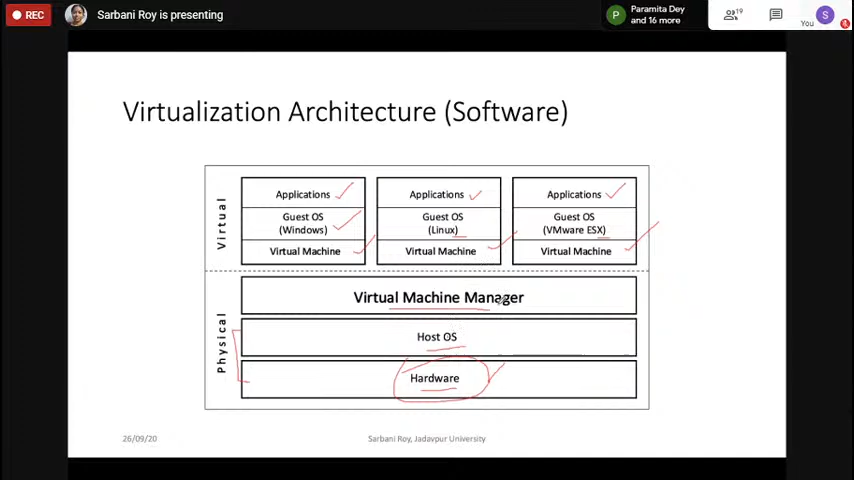 REC
Sarbani Roy is presenting
P
Paramita Dey
and 16 more
19
You
S
Virtualization Architecture (Software)
Virtual
Applications
Guest OS
(Windows)
Virtual Machine
Applications
Guest OS
(Linux)
Virtual Machine
Applications
Guest OS
(VMware ESX)
Virtual Machine
Physical
Virtual Machine Manager
Host OS
Hardware
26/09/20
Sarbani Roy, Jadavpur University